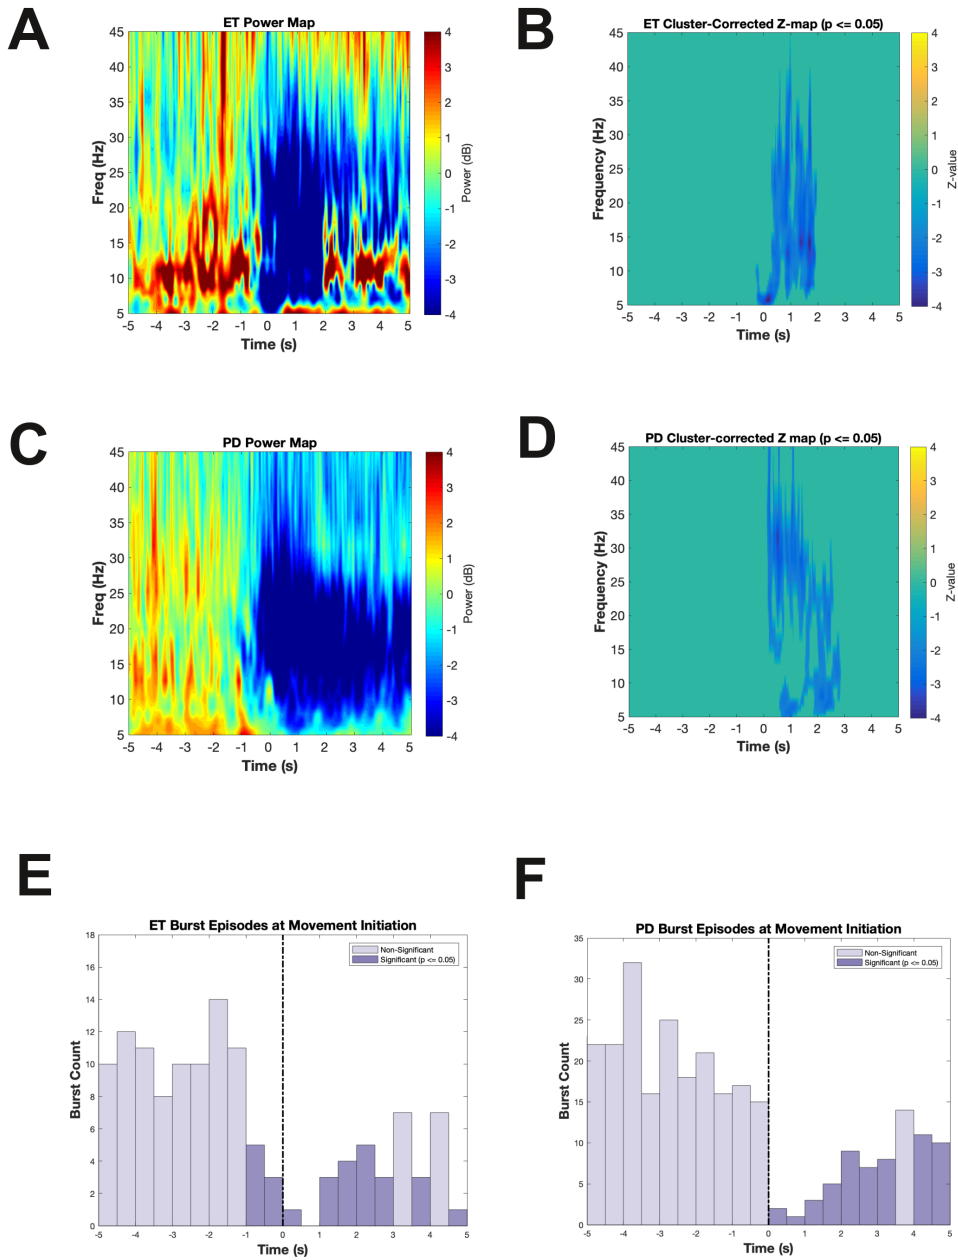 A
ET Power Map
45
40
35
30
25
20
15
10
5
Freq (Hz)
-5 -4 -3 -2 -1 0 1 2 3 4 5
Time (s)
4
3
2
1
0
-1
-2
-3
-4
Power (dB)
B
ET Cluster-Corrected Z-map (p <= 0.05)
45
40
35
30
25
20
15
10
5
Frequency (Hz)
-5 -4 -3 -2 -1 0 1 2 3 4 5
Time (s)
4
3
2
1
0
-1
-2
-3
-4
Z-value
C
PD Power Map
45
40
35
30
25
20
15
10
5
Freq (Hz)
-5 -4 -3 -2 -1 0 1 2 3 4 5
Time (s)
4
3
2
1
0
-1
-2
-3
-4
Power (dB)
D
PD Cluster-corrected Z map (p <= 0.05)
45
40
35
30
25
20
15
10
5
Frequency (Hz)
-5 -4 -3 -2 -1 0 1 2 3 4 5
Time (s)
4
3
2
1
0
-1
-2
-3
-4
Z-value
E
ET Burst Episodes at Movement Initiation
18
16
14
12
10
8
6
4
2
0
Burst Count
Non-Significant
Significant (p <= 0.05)
-5 -4 -3 -2 -1 0 1 2 3 4 5
Time (s)
F
PD Burst Episodes at Movement Initiation
35
30
25
20
15
10
5
0
Burst Count
Non-Significant
Significant (p <= 0.05)
-5 -4 -3 -2 -1 0 1 2 3 4 5
Time (s)